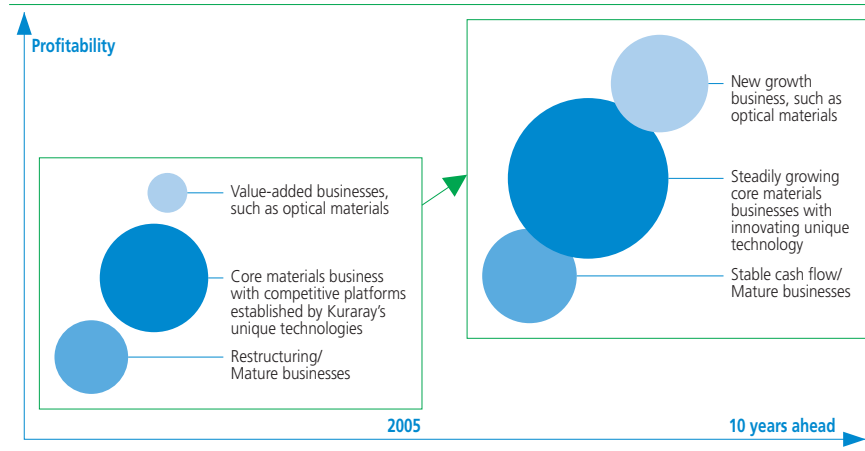 Profitability
Value-added businesses,
such as optical materials
Core materials business
with competitive platforms
established by Kuraray's
unique technologies
Restructuring/
Mature businesses
New growth
business, such as
optical materials
Steadily growing
core materials
businesses with
innovating unique
technology
Stable cash flow/
Mature businesses
2005
10 years ahead